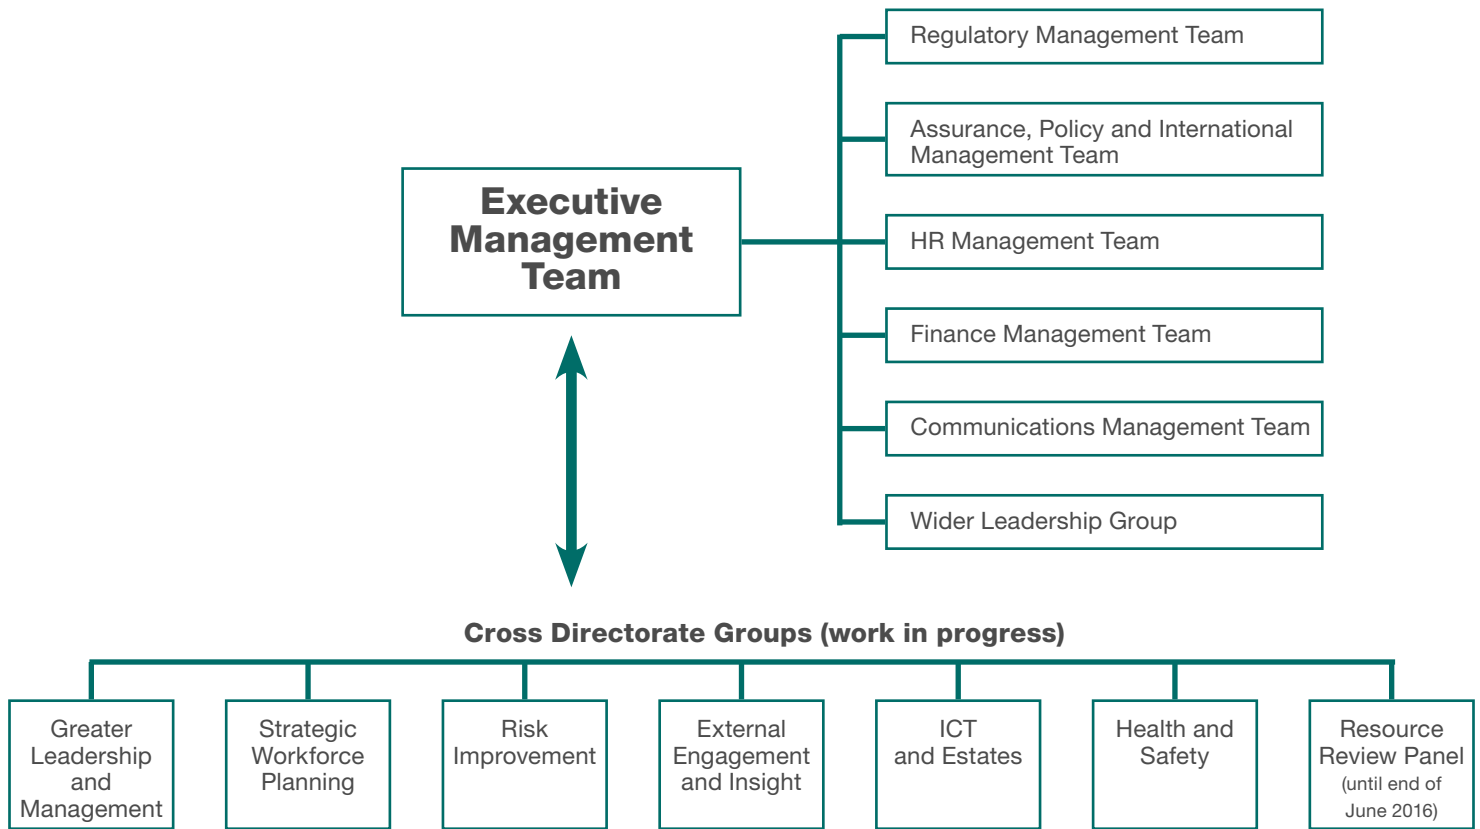 Regulatory Management Team
Assurance, Policy and International
Management Team
Executive
Management
Team
HR Management Team
Finance Management Team
Communications Management Team
Wider Leadership Group
Cross Directorate Groups (work in progress)
Greater
Leadership
and
Management
Strategic
Workforce
Planning
Risk
Improvement
External
Engagement
and Insight
ICT
and Estates
Health and
Safety
Resource
Review Panel
(until end of
June 2016)